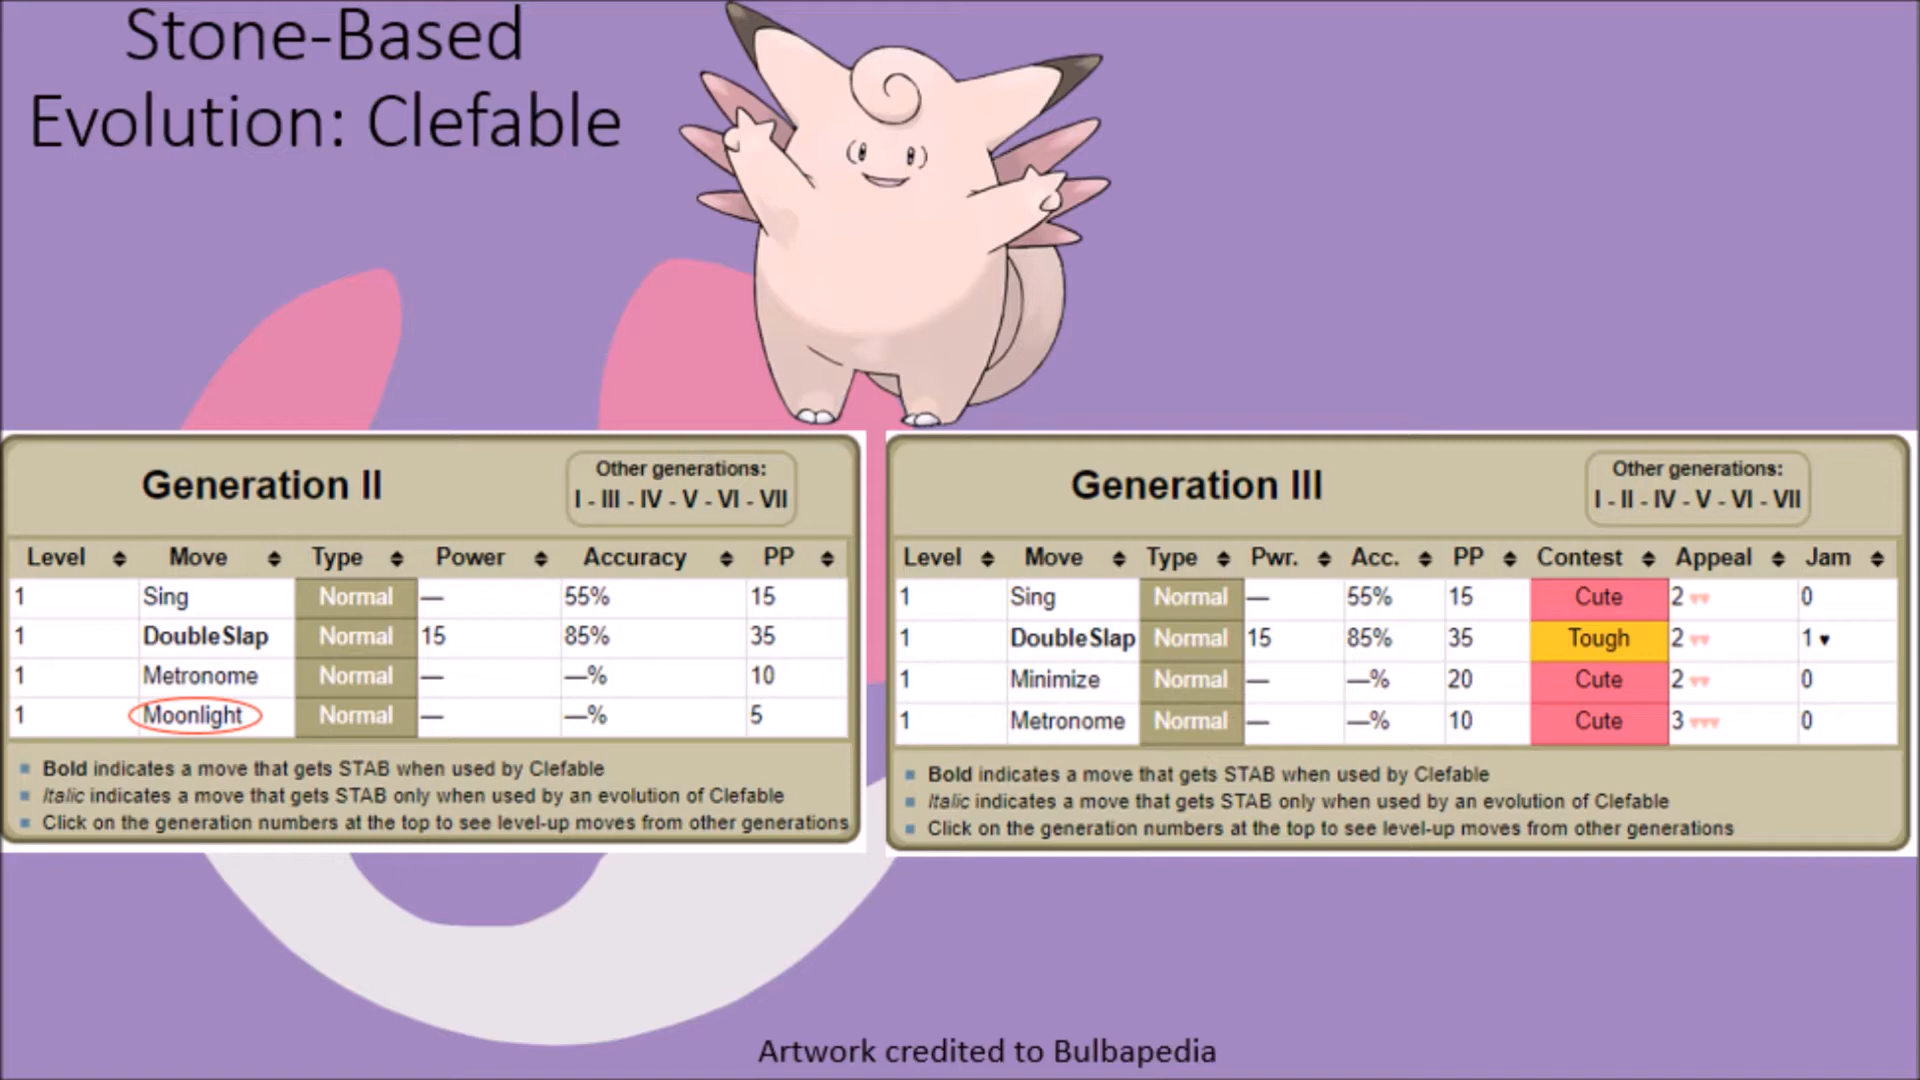 Stone-Based
Evolution: Clefable
Generation II
Other generations:
I - III - IV - V - VI - VII
Level Move Type Power Accuracy PP
1 Sing Normal — 55% 15
1 DoubleSlap Normal 15 85% 35
1 Metronome Normal — —% 10
1 Moonlight Normal — —% 5
Bold indicates a move that gets STAB when used by Clefable
Italic indicates a move that gets STAB only when used by an evolution of Clefable
Click on the generation numbers at the top to see level-up moves from other generations
Generation III
Other generations:
I - II - IV - V - VI - VII
Level Move Type Pwr. Acc. PP Contest Appeal Jam
1 Sing Normal — 55% 15 Cute 2 ♥♥ 0
1 DoubleSlap Normal 15 85% 35 Tough 2 ♥♥ 1 ♥
1 Minimize Normal — —% 20 Cute 2 ♥♥ 0
1 Metronome Normal — —% 10 Cute 3 ♥♥♥ 0
Bold indicates a move that gets STAB when used by Clefable
Italic indicates a move that gets STAB only when used by an evolution of Clefable
Click on the generation numbers at the top to see level-up moves from other generations
Artwork credited to Bulbapedia